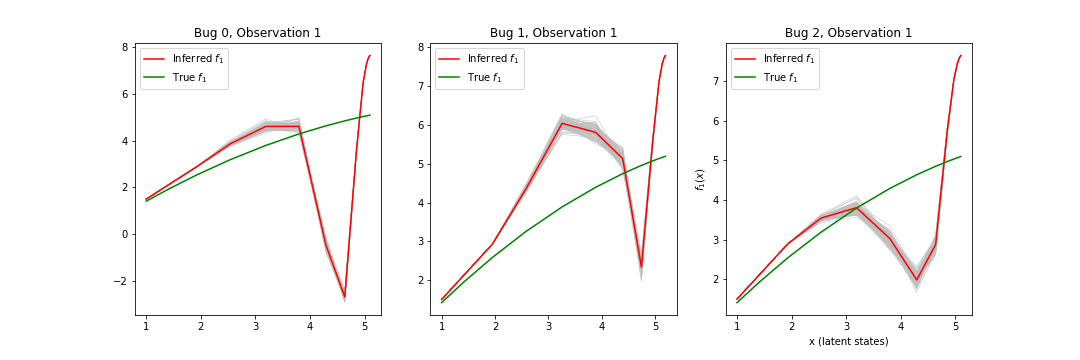 Bug 0, Observation 1
Inferred f₁
True f₁
8
6
4
2
0
−2
1 2 3 4 5
Bug 1, Observation 1
Inferred f₁
True f₁
8
7
6
5
4
3
2
1 2 3 4 5
Bug 2, Observation 1
Inferred f₁
True f₁
f₁(x)
7
6
5
4
3
2
1 2 3 4 5
x (latent states)